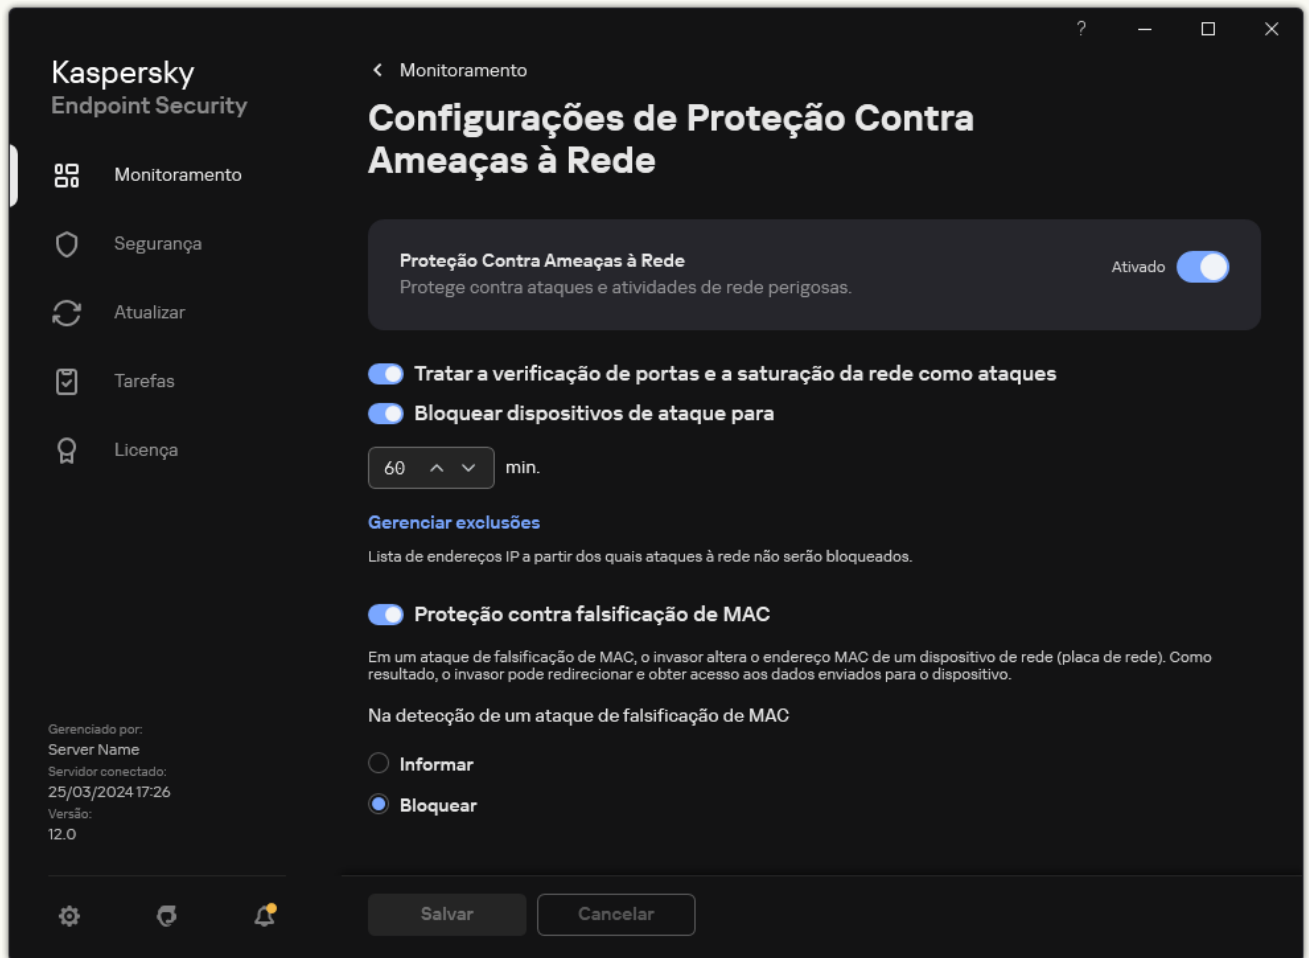 ?
Kaspersky
Endpoint Security
Monitoramento
Segurança
Atualizar
Tarefas
Licença
Gerenciado por:
Server Name
Servidor conectado:
25/03/2024 17:26
Versão:
12.0
Monitoramento
Configurações de Proteção Contra
Ameaças à Rede
Proteção Contra Ameaças à Rede
Protege contra ataques e atividades de rede perigosas.
Ativado
Tratar a verificação de portas e a saturação da rede como ataques
Bloquear dispositivos de ataque para
60 min.
Gerenciar exclusões
Lista de endereços IP a partir dos quais ataques à rede não serão bloqueados.
Proteção contra falsificação de MAC
Em um ataque de falsificação de MAC, o invasor altera o endereço MAC de um dispositivo de rede (placa de rede). Como
resultado, o invasor pode redirecionar e obter acesso aos dados enviados para o dispositivo.
Na detecção de um ataque de falsificação de MAC
Informar
Bloquear
Salvar
Cancelar